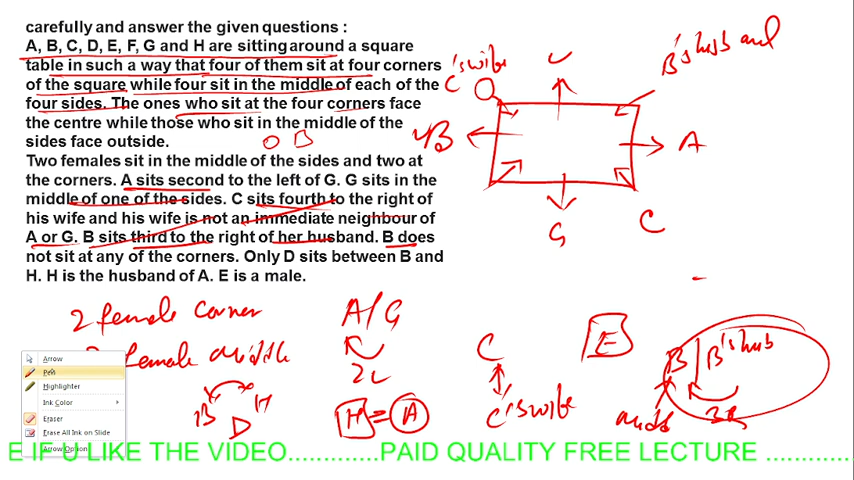 carefully and answer the given questions :
A, B, C, D, E, F, G and H are sitting around a square
table in such a way that four of them sit at four corners
of the square while four sit in the middle of each of the
four sides. The ones who sit at the four corners face
the centre while those who sit in the middle of the
sides face outside.
Two females sit in the middle of the sides and two at
the corners. A sits second to the left of G. G sits in the
middle of one of the sides. C sits fourth to the right of
his wife and his wife is not an immediate neighbour of
A or G. B sits third to the right of her husband. B does
not sit at any of the corners. Only D sits between B and
H. H is the husband of A. E is a male.
C'swife
B'shusband
B
A
G
C
2 female corner
female middle
A/G
2L
B H
D
H = A
C
C'swife
E
B | B'shub
midd 3R
Arrow
Pen
Highlighter
Ink Color
Eraser
Erase All Ink on Slide
Arrow Options
E IF U LIKE THE VIDEO.............PAID QUALITY FREE LECTURE ............